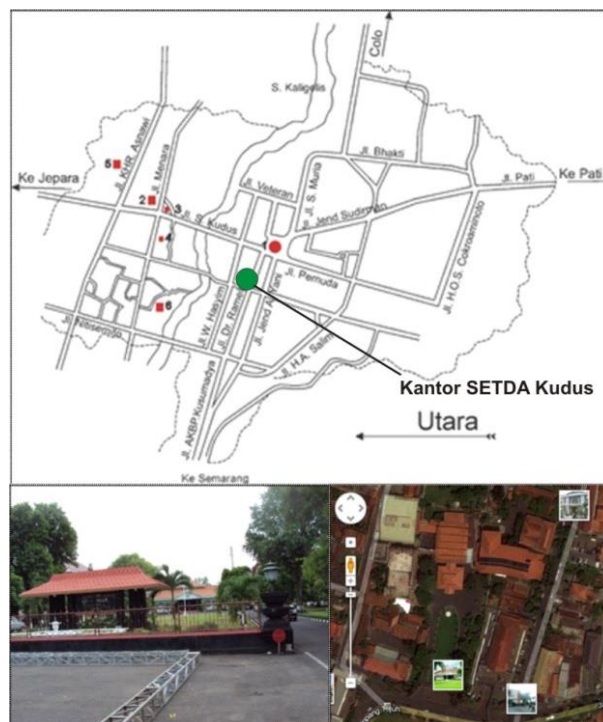 Colo
S. Kaligelis
Jl. Bhakti
Jl. KHR. Asnawi
Jl. Menara
5
Ke Jepara
Jl. Veteran
Jl. S. Muria
Jl. Pati
Ke Pati
2
3
Jl. S. Kudus
Jend Sudirman
4
1
Jl. Pemuda
Jl. H.O.S. Cokroaminoto
6
Jl. W. Hasyim
Jl. Dr. Ramel
Jl. Jend A. Yani
Jl. H.A. Salim
Kantor SETDA Kudus
Jl. AKBP Kusumadya
Utara
Ke Semarang